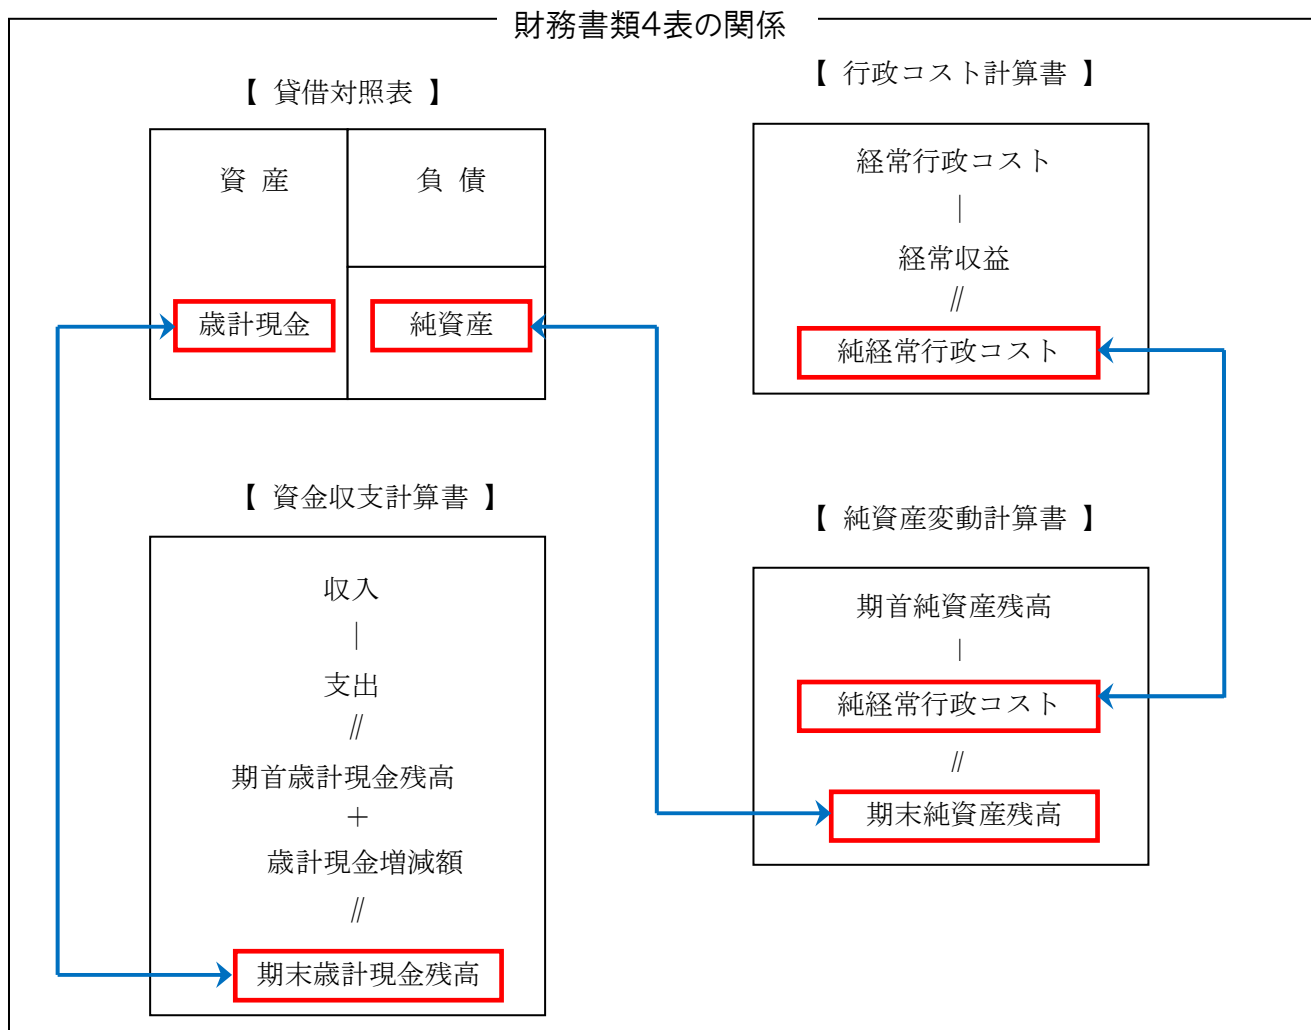 財務書類4表の関係
【 貸借対照表 】
資 産
負 債
歳計現金
純資産
【 行政コスト計算書 】
経常行政コスト
|
経常収益
//
純経常行政コスト
【 資金収支計算書 】
収入
|
支出
//
期首歳計現金残高
+
歳計現金増減額
//
期末歳計現金残高
【 純資産変動計算書 】
期首純資産残高
|
純経常行政コスト
//
期末純資産残高